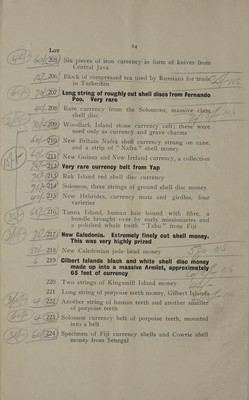 14
Lot
205 Six pieces of iron currency in form of knives from
Central Java
206 Block of compressed tea used by Russians for trade
in Turkestan
207 Long string of roughly cut shell discs from Fernando
Poo. Very rare
208 Rare currency from the Solomons, massive clam
shell disc
209 Woodlark Island stone currency celt; these were
used only as currency and grave charms
210 New Britain Nafra shell currency strung on cane,
and a strip of "Nafra" shell money
211 New Guinea and New Ireland currency, a collection
212 Very rare currency belt from Yap
213 Ruk Island red shell disc currency
214 Solomon, three strings of ground shell disc money
215 New Hebrides, currency mats and girdles, four
varieties
216 Tanna Island, human hair bound with fibre, a
bundle brought over by early missionaries and
a polished whale tooth "Tabu" from Fiji
217 New Caledonia. Extremely finely cut shell money.
This was very highly prized
218 New Caledonian jade bead money
219 Gilbert Islands black and white shell disc money
made up into a massive Armlet, approximately
65 feet of currency
220 Two strings of Kingsmill Island money
221 Long string of porpoise teeth money, Gilbert Islands
222 Another string of human teeth and another smaller
of porpoise teeth
223 Solomon currency belt of porpoise teeth, mounted
into a belt
224 Specimen of Fiji currency shells and Cowrie shell
money from Senegal